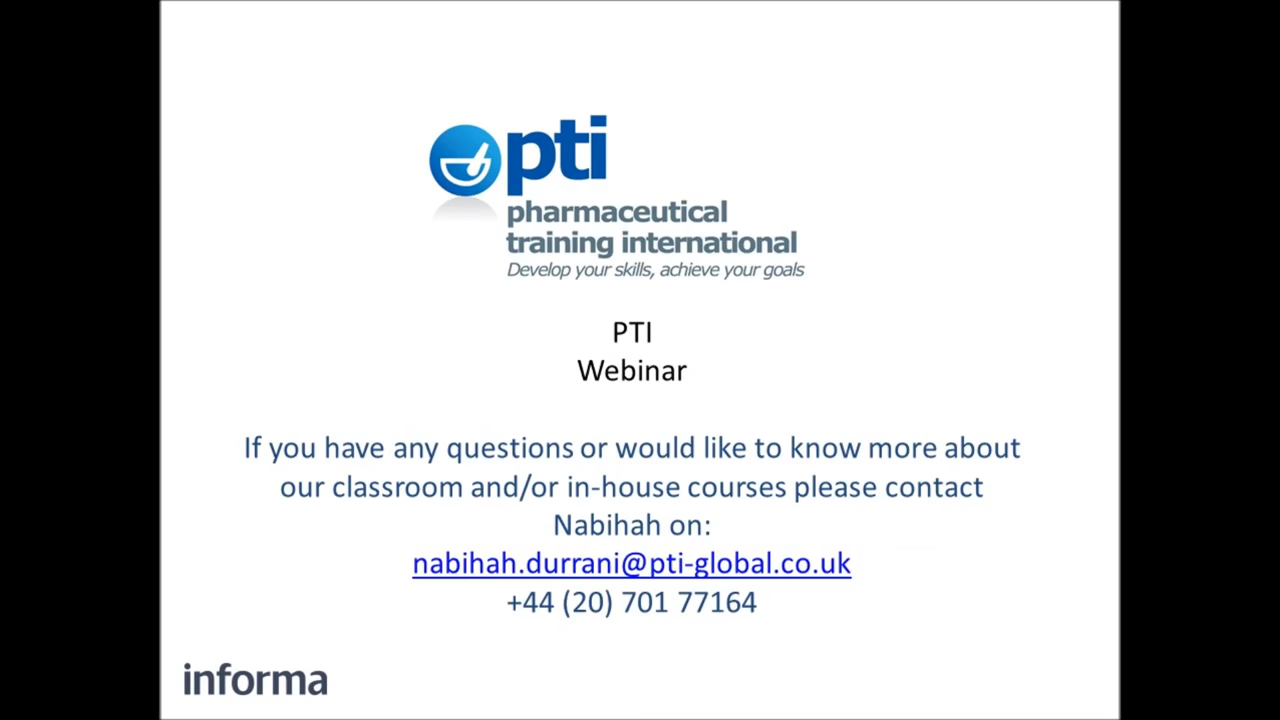 pti
pharmaceutical
training international
Develop your skills, achieve your goals
PTI
Webinar
If you have any questions or would like to know more about
our classroom and/or in-house courses please contact
Nabihah on:
nabihah.durrani@pti-global.co.uk
+44 (20) 701 77164
informa